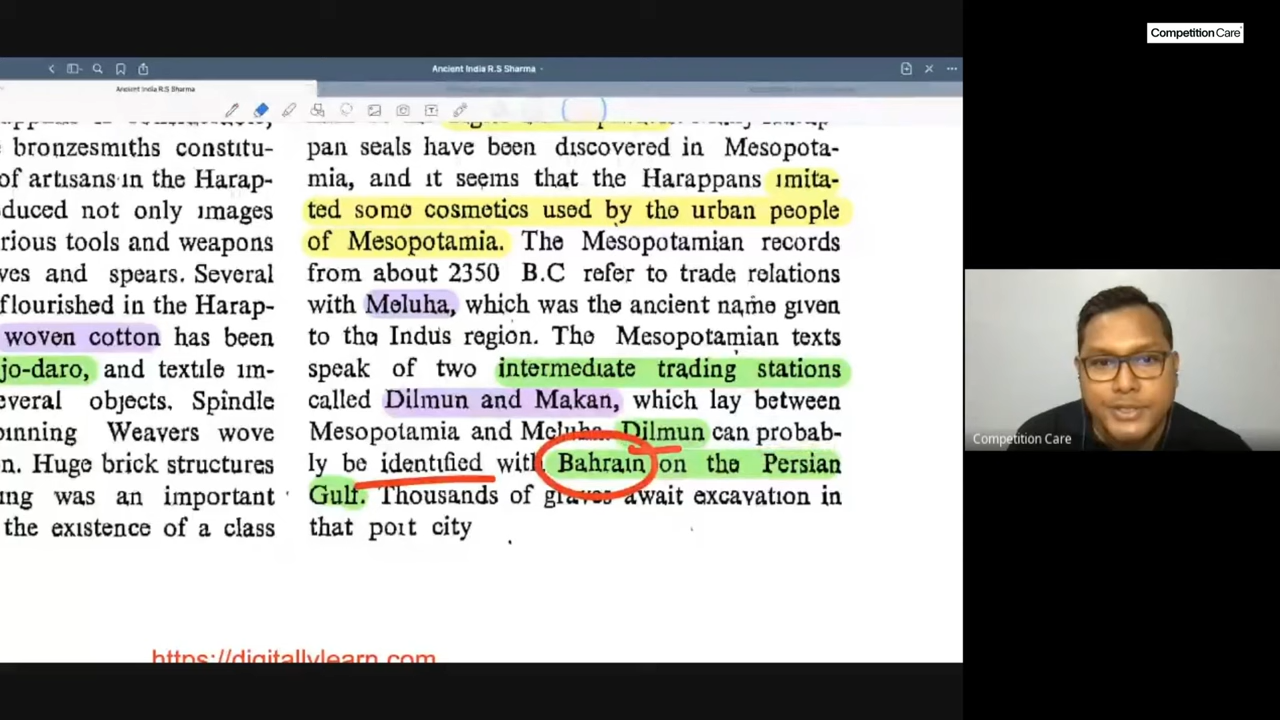 Competition Care
Ancient India R.S Sharma
Ancient India R.S Sharma
bronzesmiths constitu-
of artisans in the Harap-
duced not only images
rious tools and weapons
ves and spears. Several
flourished in the Harap-
woven cotton has been
jo-daro, and textile im-
everal objects. Spindle
inning Weavers wove
n. Huge brick structures
ing was an important
the existence of a class
pan seals have been discovered in Mesopota-
mia, and it seems that the Harappans imita-
ted some cosmetics used by the urban people
of Mesopotamia. The Mesopotamian records
from about 2350 B.C refer to trade relations
with Meluha, which was the ancient name given
to the Indus region. The Mesopotamian texts
speak of two intermediate trading stations
called Dilmun and Makan, which lay between
Mesopotamia and Meluha. Dilmun can probab-
ly be identified with Bahrain on the Persian
Gulf. Thousands of graves await excavation in
that port city
https://digitallylearn.com
Competition Care